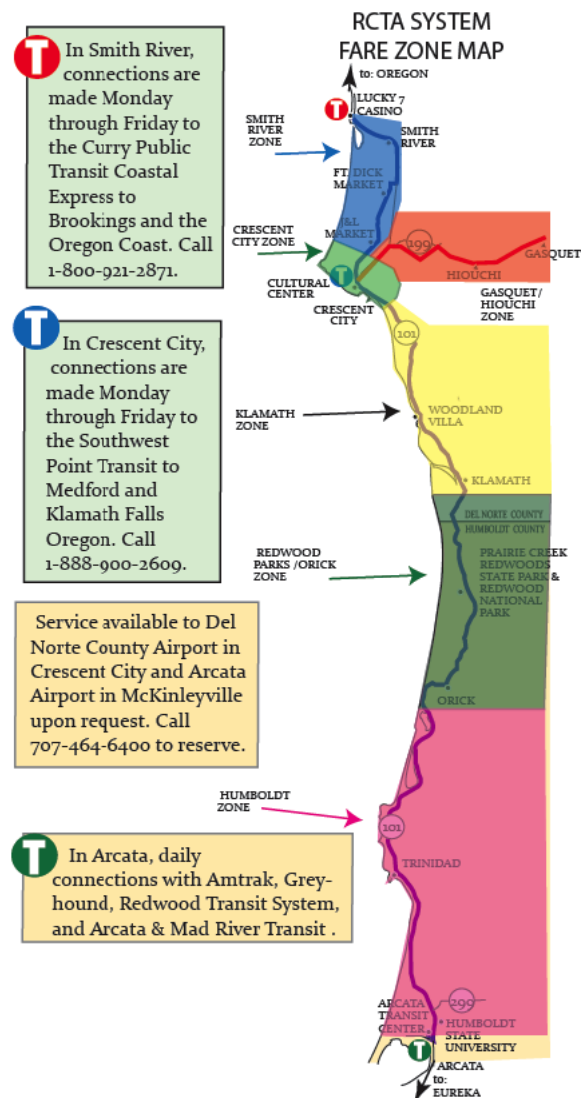 RCTA SYSTEM
FARE ZONE MAP
T In Smith River,
connections are
made Monday
through Friday to
the Curry Public
Transit Coastal
Express to
Brookings and the
Oregon Coast. Call
1-800-921-2871.
T In Crescent City,
connections are
made Monday
through Friday to
the Southwest
Point Transit to
Medford and
Klamath Falls
Oregon. Call
1-888-900-2609.
Service available to Del
Norte County Airport in
Crescent City and Arcata
Airport in McKinleyville
upon request. Call
707-464-6400 to reserve.
T In Arcata, daily
connections with Amtrak, Grey-
hound, Redwood Transit System,
and Arcata & Mad River Transit .
to: OREGON
T
LUCKY 7
CASINO
SMITH
RIVER
ZONE
SMITH
RIVER
FT. DICK
MARKET
J&L
MARKET
CRESCENT
CITY ZONE
199
GASQUET
HIOUCHI
T
CULTURAL
CENTER
CRESCENT
CITY
GASQUET/
HIOUCHI
ZONE
101
KLAMATH
ZONE
WOODLAND
VILLA
KLAMATH
DEL NORTE COUNTY
HUMBOLDT COUNTY
REDWOOD
PARKS /ORICK
ZONE
PRAIRIE CREEK
REDWOODS
STATE PARK &
REDWOOD
NATIONAL
PARK
ORICK
HUMBOLDT
ZONE
101
TRINIDAD
299
ARCATA
TRANSIT
CENTER
HUMBOLDT
STATE
UNIVERSITY
T
ARCATA
to:
EUREKA